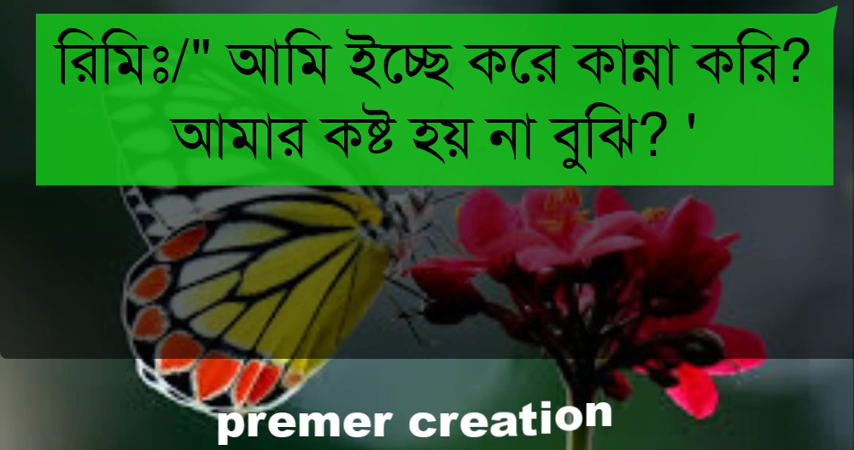 রিমিঃ/" আমি ইচ্ছে করে কান্না করি?
আমার কষ্ট হয় না বুঝি? '
premer creation